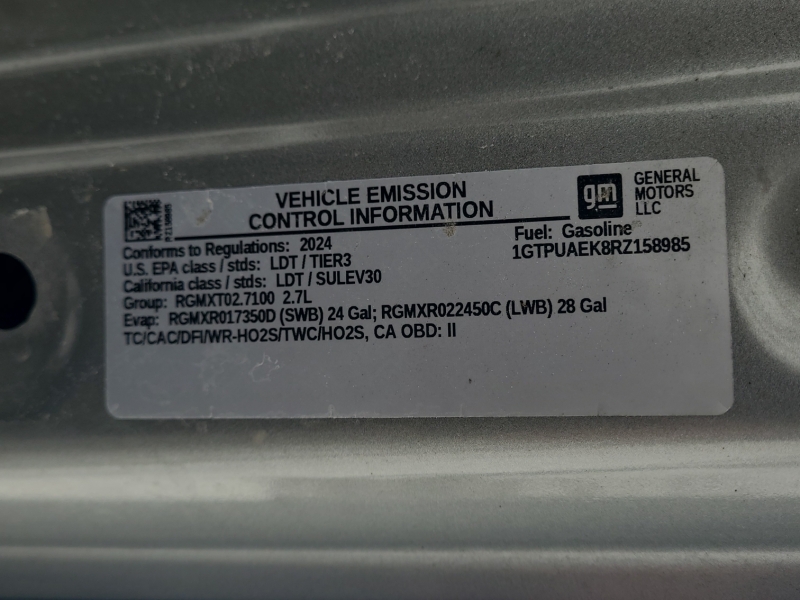 VEHICLE EMISSION
CONTROL INFORMATION
gm
GENERAL
MOTORS
LLC
Conforms to Regulations: 2024
Fuel: Gasoline
U.S. EPA class / stds: LDT / TIER3
1GTPUAEK8RZ158985
California class / stds: LDT / SULEV30
Group: RGMXT02.7100 2.7L
Evap: RGMXR017350D (SWB) 24 Gal; RGMXR022450C (LWB) 28 Gal
TC/CAC/DFI/WR-HO2S/TWC/HO2S, CA OBD: II